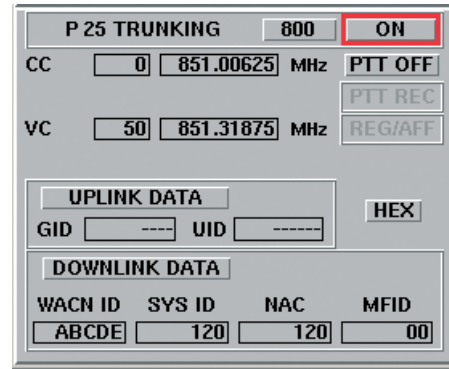 P 25 TRUNKING 800 ON
CC 0 851.00625 MHz PTT OFF
PTT REC
VC 50 851.31875 MHz REG/AFF
UPLINK DATA
HEX
GID ---- UID ------
DOWNLINK DATA
WACN ID SYS ID NAC MFID
ABCDE 120 120 00